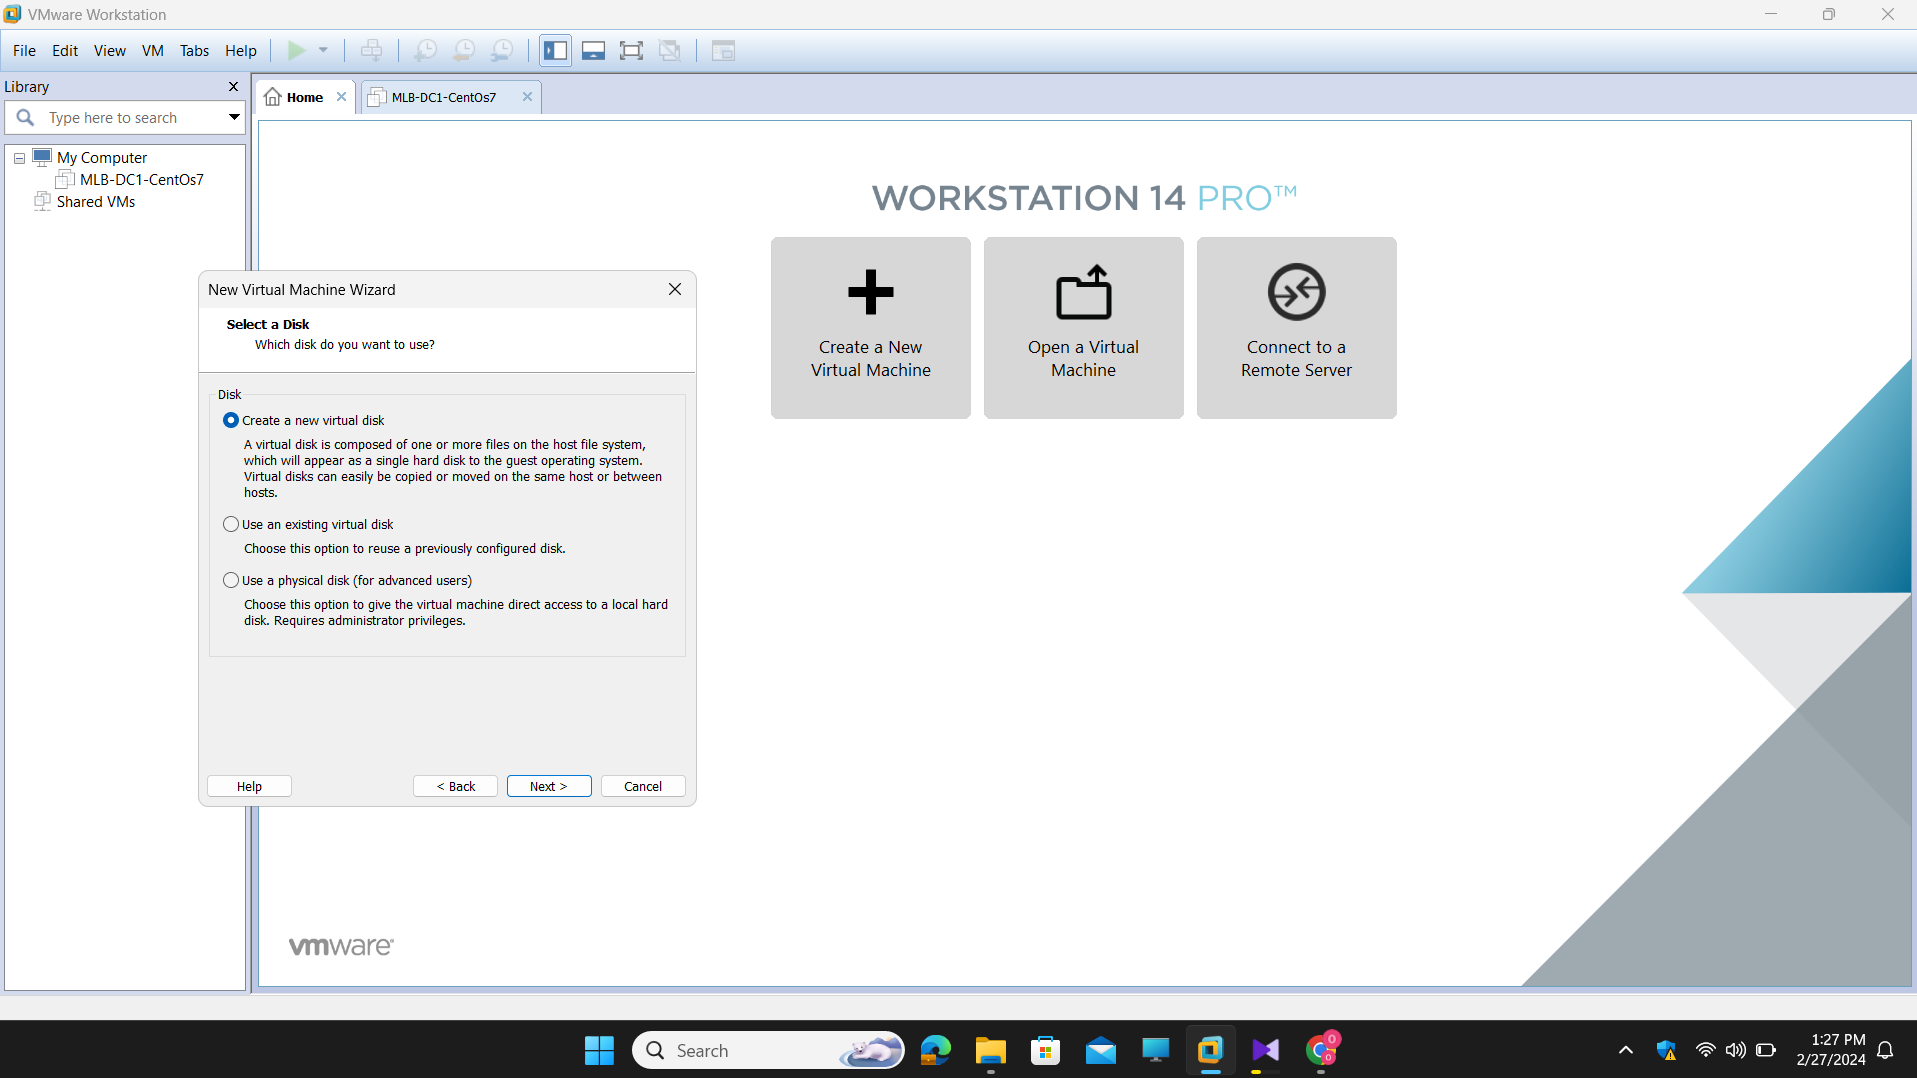 VMware Workstation
File Edit View VM Tabs Help
Library
Home
MLB-DC1-CentOs7
Type here to search
My Computer
MLB-DC1-CentOs7
Shared VMs
WORKSTATION 14 PRO™
Create a New
Virtual Machine
Open a Virtual
Machine
Connect to a
Remote Server
New Virtual Machine Wizard
Select a Disk
Which disk do you want to use?
Disk
Create a new virtual disk
A virtual disk is composed of one or more files on the host file system,
which will appear as a single hard disk to the guest operating system.
Virtual disks can easily be copied or moved on the same host or between
hosts.
Use an existing virtual disk
Choose this option to reuse a previously configured disk.
Use a physical disk (for advanced users)
Choose this option to give the virtual machine direct access to a local hard
disk. Requires administrator privileges.
Help
< Back
Next >
Cancel
vmware®
Search
1:27 PM
2/27/2024